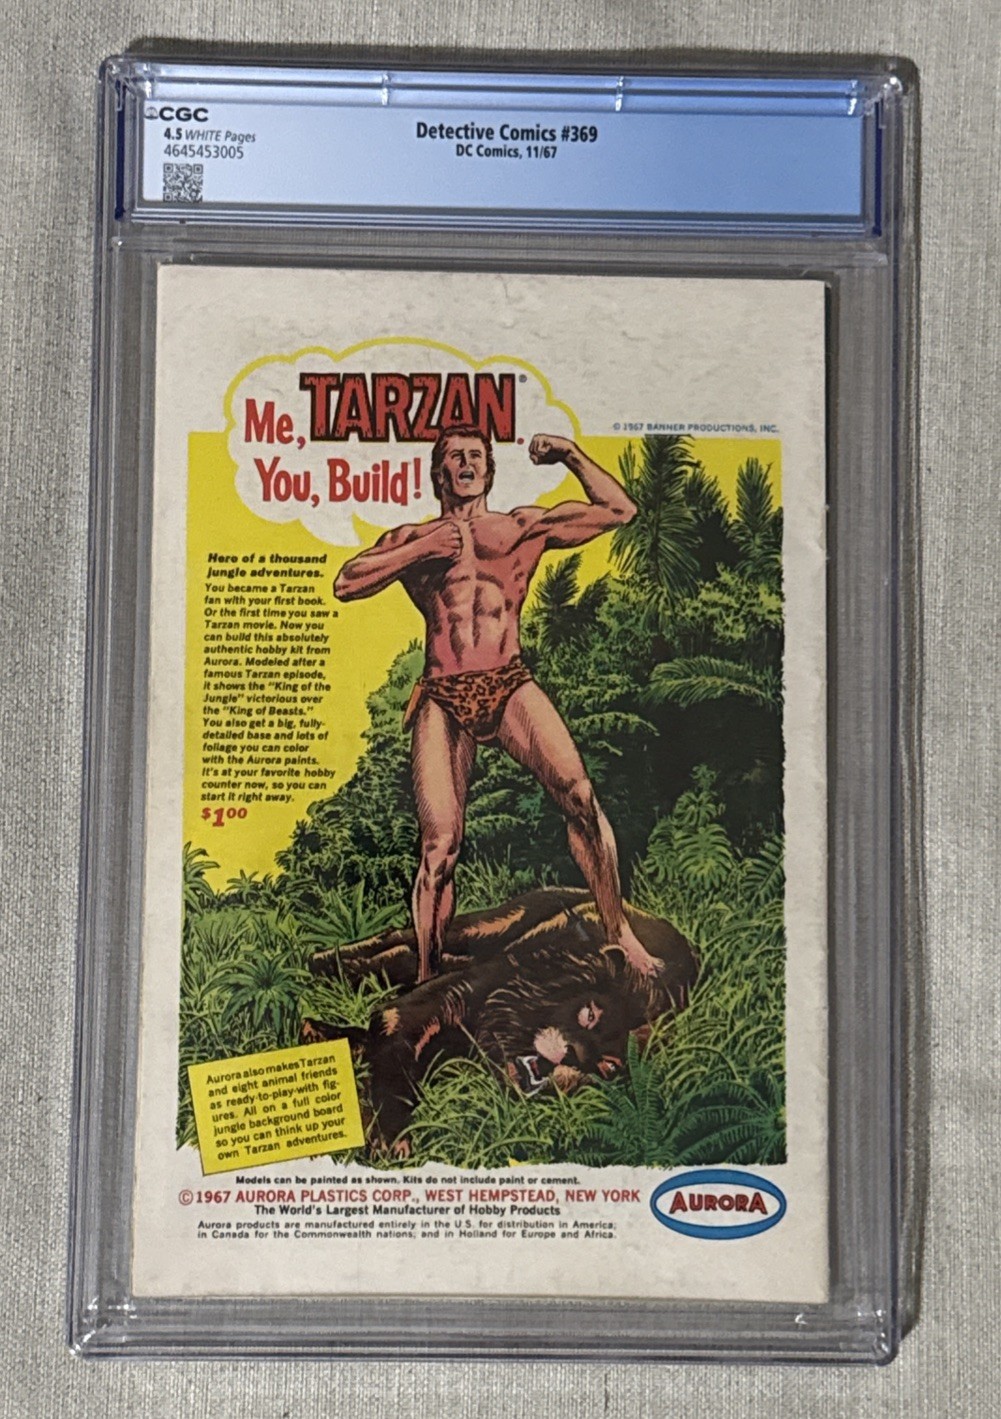 CGC
4.5 WHITE Pages
4645453005
Detective Comics #369
DC Comics, 11/67
Me, TARZAN®.
You, Build!
© 1967 BANNER PRODUCTIONS, INC.
Hero of a thousand
jungle adventures.
You became a Tarzan
fan with your first book.
Or the first time you saw a
Tarzan movie. Now you
can build this absolutely
authentic hobby kit from
Aurora. Modeled after a
famous Tarzan episode,
it shows the "King of the
Jungle" victorious over
the "King of Beasts."
You also get a big, fully-
detailed base and lots of
foliage you can color
with the Aurora paints.
It's at your favorite hobby
counter now, so you can
start it right away.
$1.00
Aurora also makes Tarzan
and eight animal friends
as ready-to-play-with fig-
ures. All on a full color
jungle background board
so you can think up your
own Tarzan adventures.
Models can be painted as shown. Kits do not include paint or cement.
© 1967 AURORA PLASTICS CORP., WEST HEMPSTEAD, NEW YORK
The World's Largest Manufacturer of Hobby Products
Aurora products are manufactured entirely in the U.S. for distribution in America;
in Canada for the Commonwealth nations; and in Holland for Europe and Africa.
AURORA